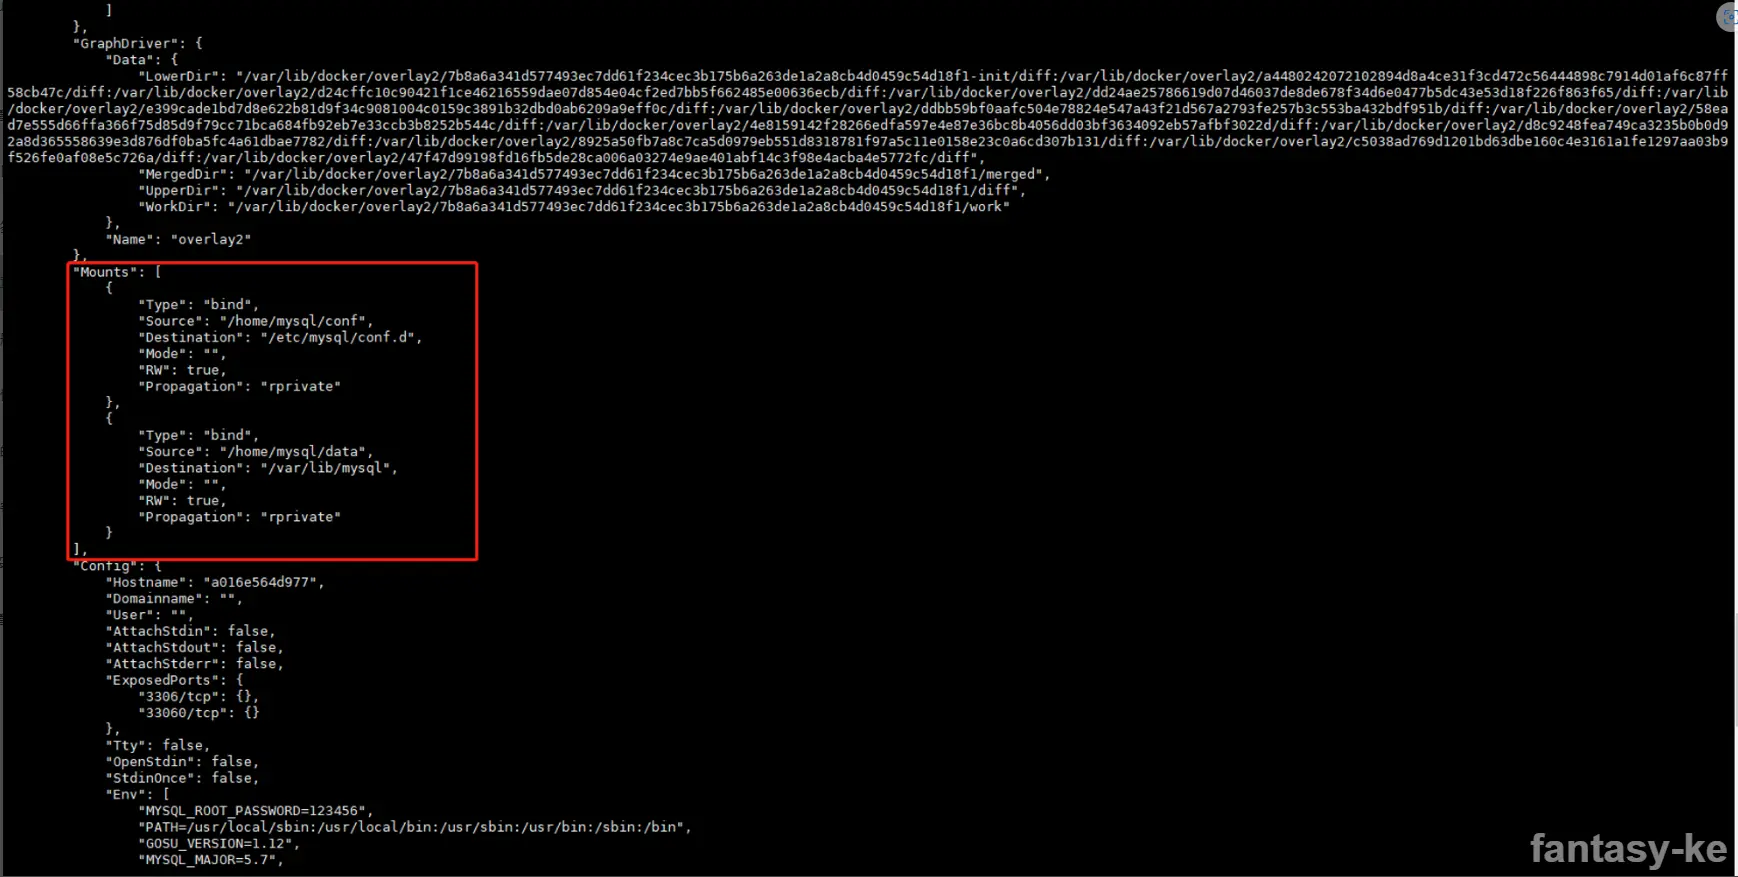 ]
},
"GraphDriver": {
"Data": {
"LowerDir": "/var/lib/docker/overlay2/7b8a6a341d577493ec7dd61f234cec3b175b6a263de1a2a8cb4d0459c54d18f1-init/diff:/var/lib/docker/overlay2/a4480242072102894d8a4ce31f3cd472c56444898c7914d01af6c87ff
58cb47c/diff:/var/lib/docker/overlay2/d24cffc10c90421f1ce46216559dae07d854e04cf2ed7bb5f662485e00636ecb/diff:/var/lib/docker/overlay2/dd24ae25786619d07d46037de8de678f34d6e0477b5dc43e53d18f226f863f65/diff:/var/lib
/docker/overlay2/e399cade1bd7d8e622b81d9f34c9081004c0159c3891b32dbd0ab6209a9eff0c/diff:/var/lib/docker/overlay2/ddbb59bf0aafc504e78824e547a43f21d567a2793fe257b3c553ba432bdf951b/diff:/var/lib/docker/overlay2/58ea
d7e555d66ffa366f75d85d9f79cc71bca684fb92eb7e33ccb3b8252b544c/diff:/var/lib/docker/overlay2/4e8159142f28266edfa597e4e87e36bc8b4056dd03bf3634092eb57afbf3022d/diff:/var/lib/docker/overlay2/d8c9248fea749ca3235b0b0d9
2a8d365558639e3d876df0ba5fc4a61dbae7782/diff:/var/lib/docker/overlay2/8925a50fb7a8c7ca5d0979eb551d8318781f97a5c11e0158e23c0a6cd307b131/diff:/var/lib/docker/overlay2/c5038ad769d1201bd63dbe160c4e3161a1fe1297aa03b9
f526fe0af08e5c726a/diff:/var/lib/docker/overlay2/47f47d99198fd16fb5de28ca006a03274e9ae401abf14c3f98e4acba4e5772fc/diff",
"MergedDir": "/var/lib/docker/overlay2/7b8a6a341d577493ec7dd61f234cec3b175b6a263de1a2a8cb4d0459c54d18f1/merged",
"UpperDir": "/var/lib/docker/overlay2/7b8a6a341d577493ec7dd61f234cec3b175b6a263de1a2a8cb4d0459c54d18f1/diff",
"WorkDir": "/var/lib/docker/overlay2/7b8a6a341d577493ec7dd61f234cec3b175b6a263de1a2a8cb4d0459c54d18f1/work"
},
"Name": "overlay2"
},
"Mounts": [
{
"Type": "bind",
"Source": "/home/mysql/conf",
"Destination": "/etc/mysql/conf.d",
"Mode": "",
"RW": true,
"Propagation": "rprivate"
},
{
"Type": "bind",
"Source": "/home/mysql/data",
"Destination": "/var/lib/mysql",
"Mode": "",
"RW": true,
"Propagation": "rprivate"
}
],
"Config": {
"Hostname": "a016e564d977",
"Domainname": "",
"User": "",
"AttachStdin": false,
"AttachStdout": false,
"AttachStderr": false,
"ExposedPorts": {
"3306/tcp": {},
"33060/tcp": {}
},
"Tty": false,
"OpenStdin": false,
"StdinOnce": false,
"Env": [
"MYSQL_ROOT_PASSWORD=123456",
"PATH=/usr/local/sbin:/usr/local/bin:/usr/sbin:/usr/bin:/sbin:/bin",
"GOSU_VERSION=1.12",
"MYSQL_MAJOR=5.7",
fantasy-ke